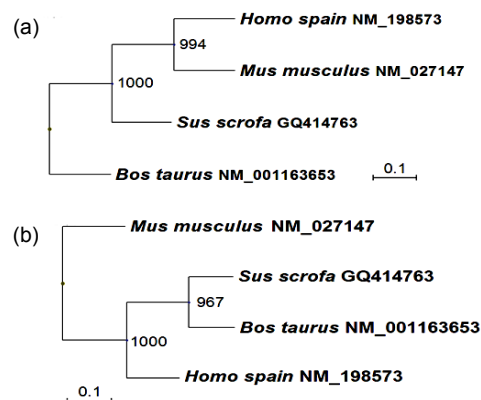 (a)
Homo spain NM_198573
994
Mus musculus NM_027147
1000
Sus scrofa GQ414763
Bos taurus NM_001163653
0.1
(b)
Mus musculus NM_027147
Sus scrofa GQ414763
967
Bos taurus NM_001163653
1000
Homo spain NM_198573
0.1